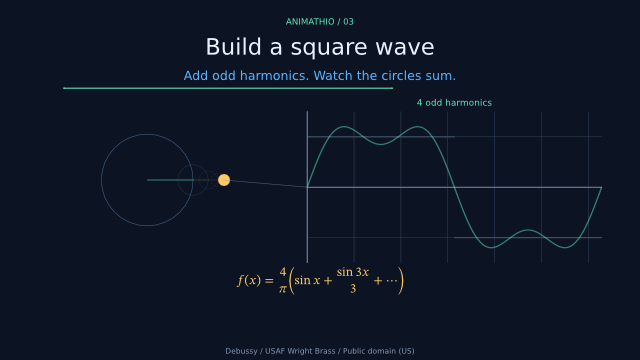 ANIMATHIO / 03
Build a square wave
Add odd harmonics. Watch the circles sum.
4 odd harmonics
f(x) = 4/π (sin x + sin 3x/3 + ⋯)
Debussy / USAF Wright Brass / Public domain (US)